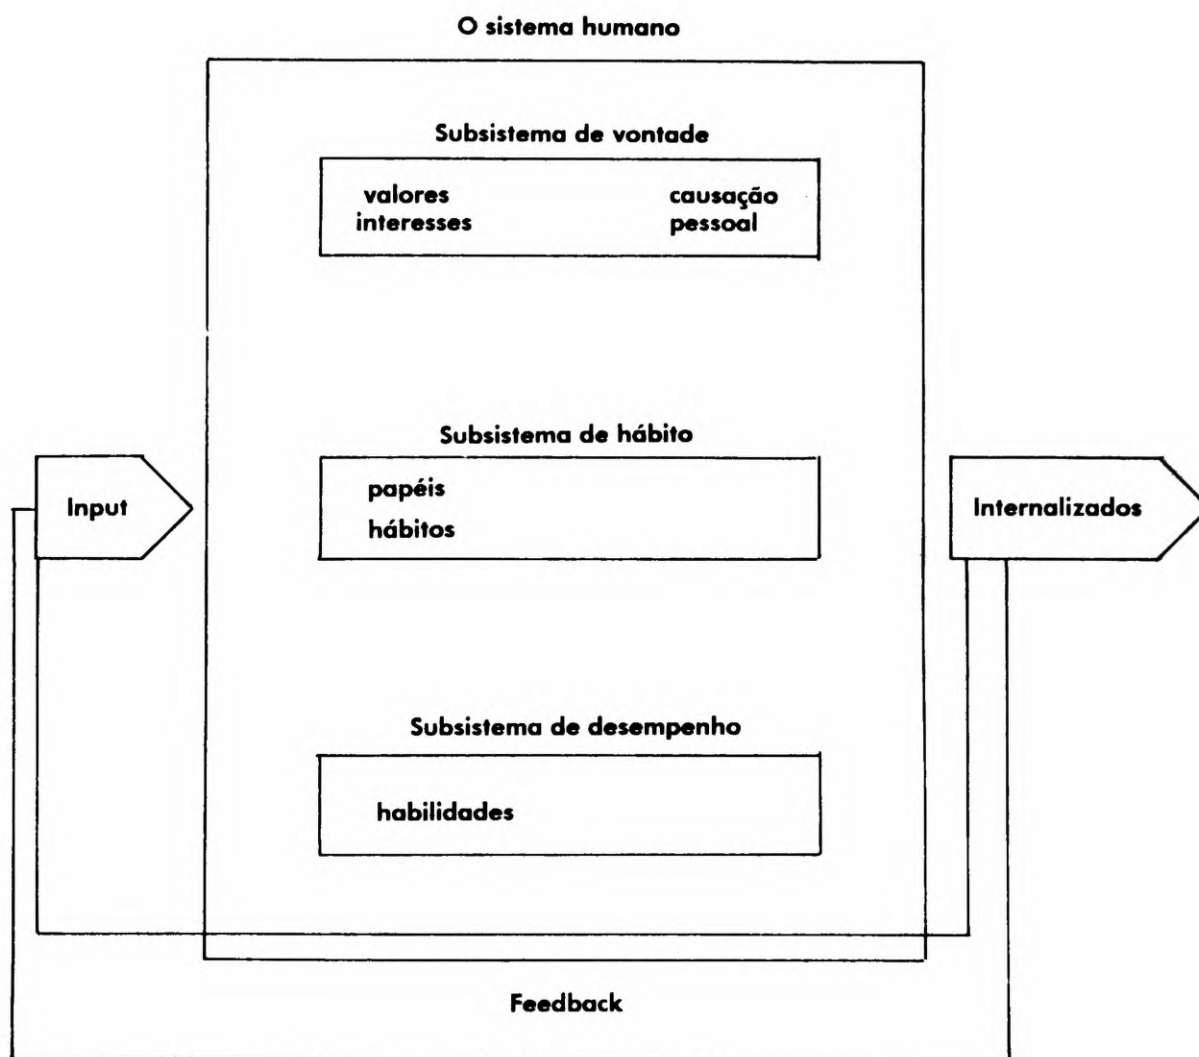 O sistema humano
Subsistema de vontade
valores
interesses
causação
pessoal
Subsistema de hábito
papéis
hábitos
Input
Internalizados
Subsistema de desempenho
habilidades
Feedback